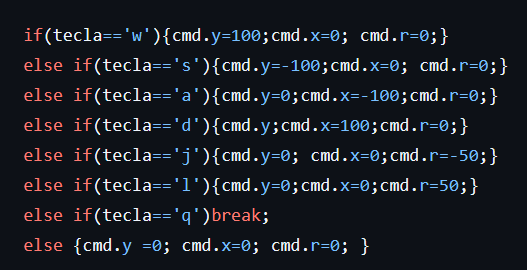 if(tecla=='w'){cmd.y=100;cmd.x=0; cmd.r=0;}
else if(tecla=='s'){cmd.y=-100;cmd.x=0; cmd.r=0;}
else if(tecla=='a'){cmd.y=0;cmd.x=-100;cmd.r=0;}
else if(tecla=='d'){cmd.y;cmd.x=100;cmd.r=0;}
else if(tecla=='j'){cmd.y=0; cmd.x=0;cmd.r=-50;}
else if(tecla=='l'){cmd.y=0;cmd.x=0;cmd.r=50;}
else if(tecla=='q')break;
else {cmd.y =0; cmd.x=0; cmd.r=0; }